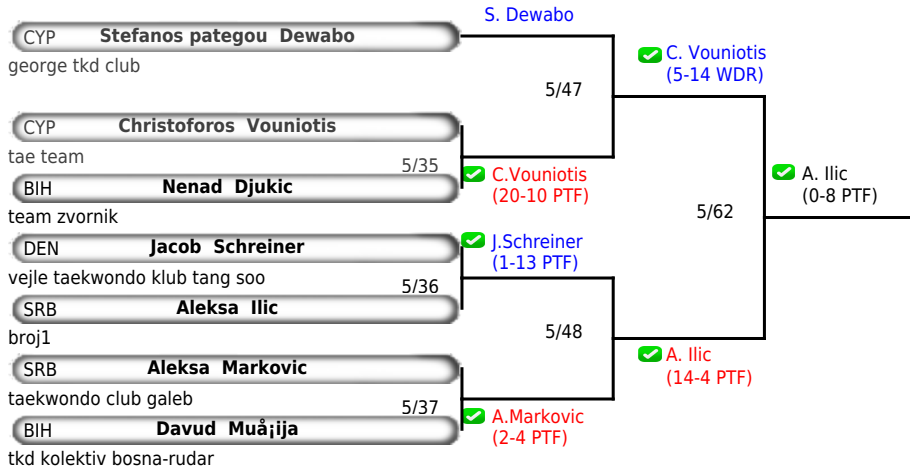 S. Dewabo
CYP Stefanos pategou Dewabo
george tkd club
C. Vouniotis
(5-14 WDR)
5/47
CYP Christoforos Vouniotis
tae team
5/35
C.Vouniotis
(20-10 PTF)
BIH Nenad Djukic
team zvornik
A. Ilic
(0-8 PTF)
5/62
DEN Jacob Schreiner
vejle taekwondo klub tang soo
J.Schreiner
(1-13 PTF)
5/36
SRB Aleksa Ilic
broj1
5/48
A. Ilic
(14-4 PTF)
SRB Aleksa Markovic
taekwondo club galeb
5/37
A.Markovic
(2-4 PTF)
BIH Davud Muå¡ija
tkd kolektiv bosna-rudar